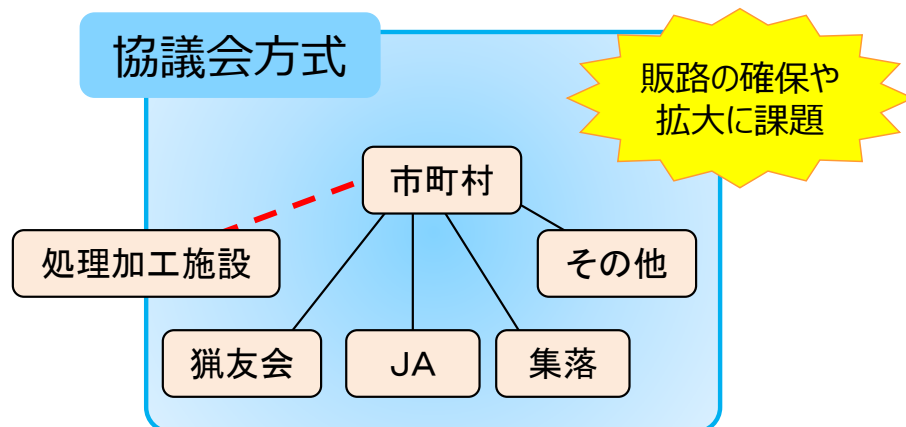 協議会方式
販路の確保や
拡大に課題
市町村
処理加工施設
その他
猟友会
JA
集落